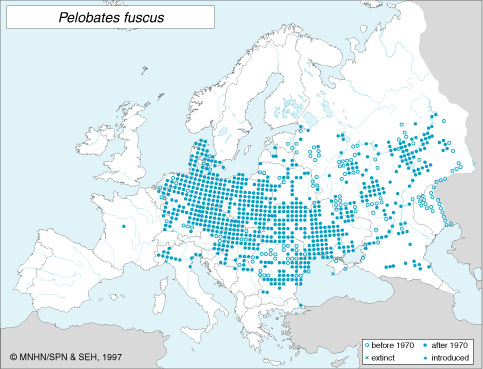 Pelobates fuscus
before 1970 after 1970
extinct introduced
© MNHN/SPN & SEH, 1997